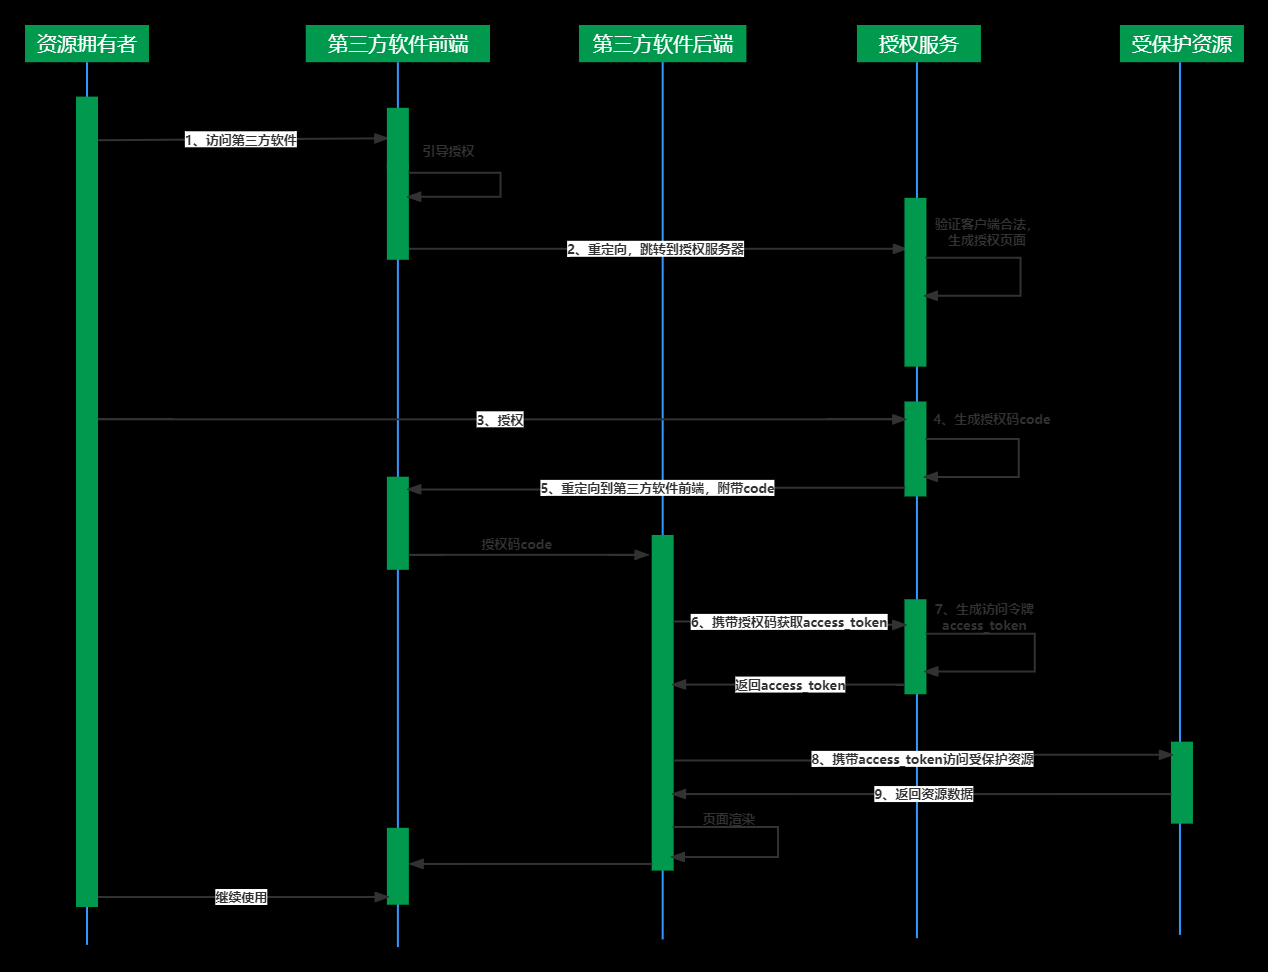 资源拥有者
第三方软件前端
第三方软件后端
授权服务
受保护资源
1、访问第三方软件
引导授权
验证客户端合法，
生成授权页面
2、重定向，跳转到授权服务器
3、授权
4、生成授权码code
5、重定向到第三方软件前端，附带code
授权码code
6、携带授权码获取access_token
7、生成访问令牌
access_token
返回access_token
8、携带access_token访问受保护资源
9、返回资源数据
页面渲染
继续使用